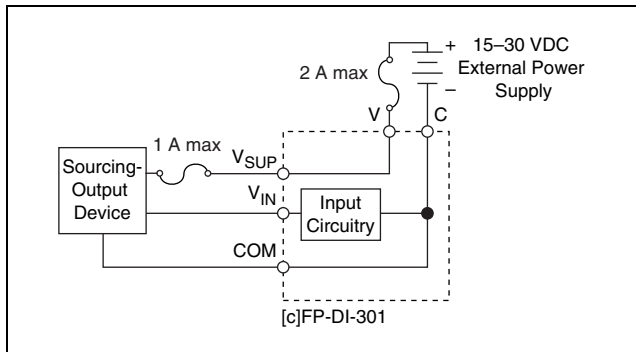 + 15–30 VDC
External Power
Supply
–
2 A max
V
C
1 A max
VSUP
Sourcing-
Output
Device
VIN
Input
Circuitry
COM
[c]FP-DI-301